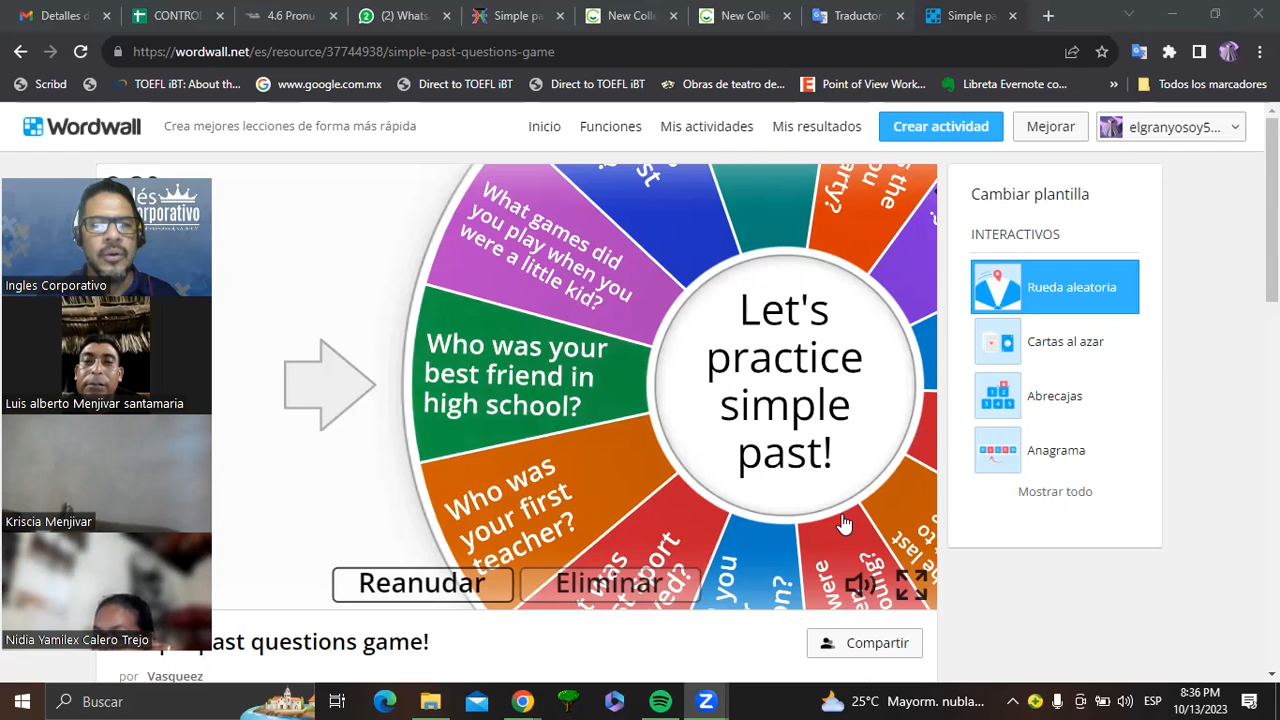 Detalles d
CONTROL
4.6 Pronu
(2) Whats
Simple pa
New Colle
New Colle
Traductor
Simple pa
https://wordwall.net/es/resource/37744938/simple-past-questions-game
Scribd
TOEFL iBT: About th...
www.google.com.mx
Direct to TOEFL iBT
Direct to TOEFL iBT
Obras de teatro de...
Point of View Work...
Libreta Evernote co...
»
Todos los marcadores
Wordwall
Crea mejores lecciones de forma más rápida
Inicio
Funciones
Mis actividades
Mis resultados
Crear actividad
Mejorar
elgranyosoy5...
What games did
you play when you
were a little kid?
Who was your
best friend in
high school?
Who was
your first
teacher?
Let's
practice
simple
past!
Reanudar
Eliminar
Cambiar plantilla
INTERACTIVOS
Rueda aleatoria
Cartas al azar
Abrecajas
Anagrama
Mostrar todo
Ingles Corporativo
Luis alberto Menjivar santamaria
Kriscia Menjivar
Nidia Yamilex Calero Trejo
past questions game!
Compartir
por Vasqueez
Buscar
25°C Mayorm. nubla...
ESP
8:36 PM
10/13/2023